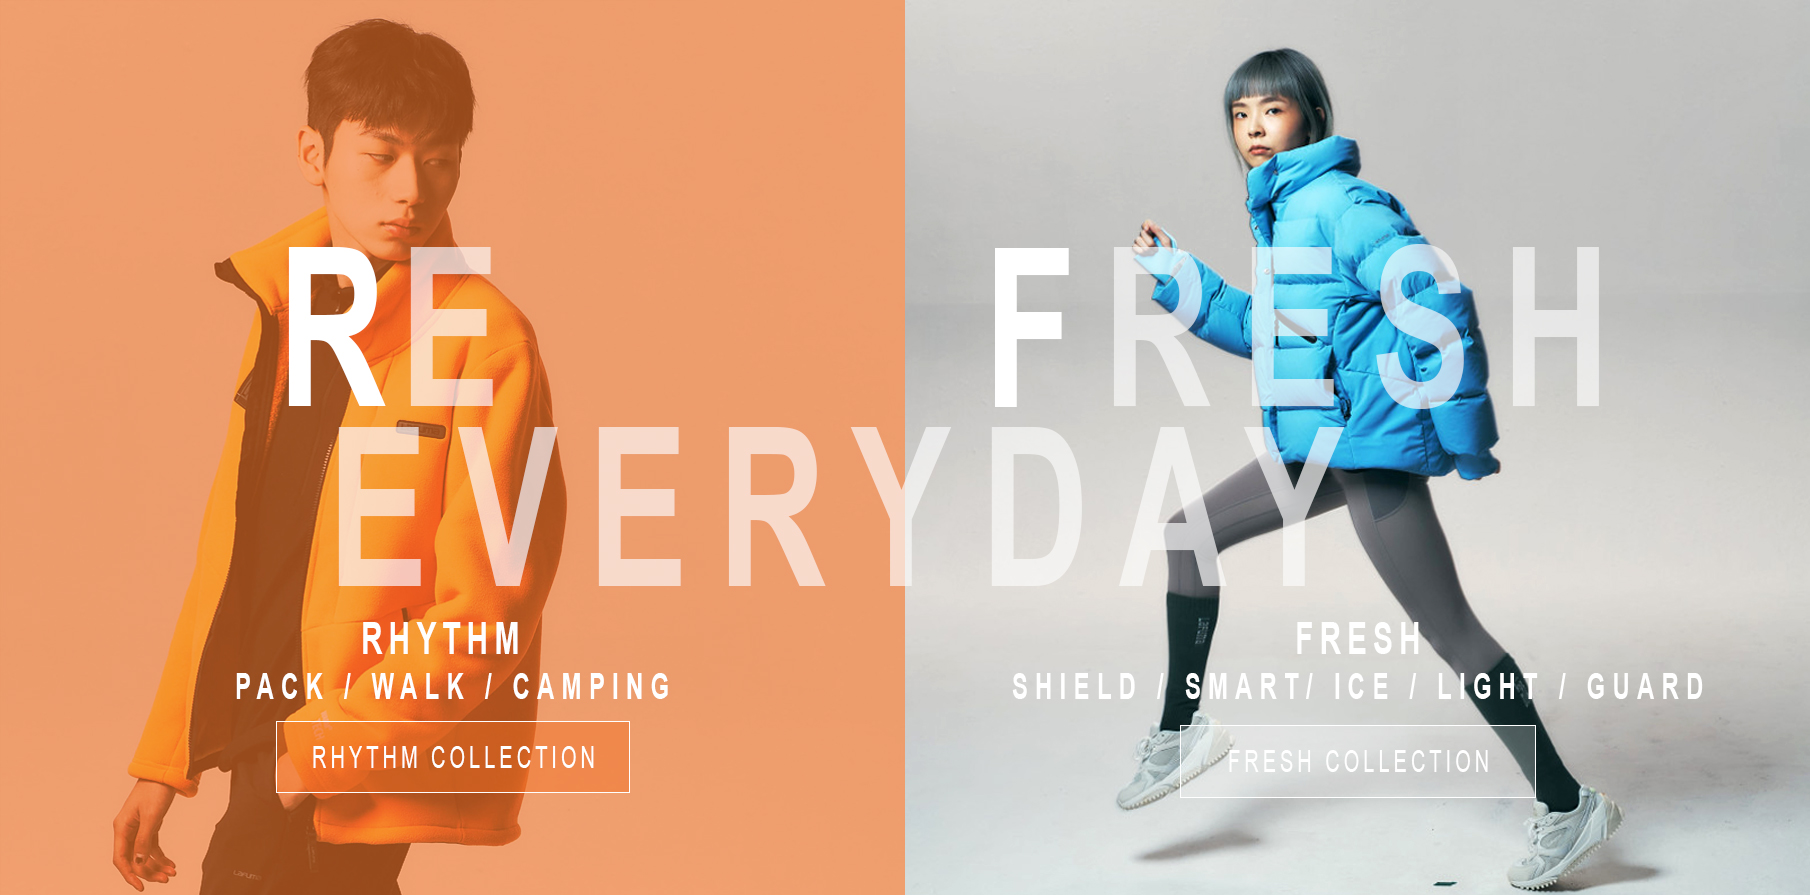 RE FRESH
EVERYDAY
RHYTHM
PACK / WALK / CAMPING
RHYTHM COLLECTION
FRESH
SHIELD / SMART/ ICE / LIGHT / GUARD
FRESH COLLECTION